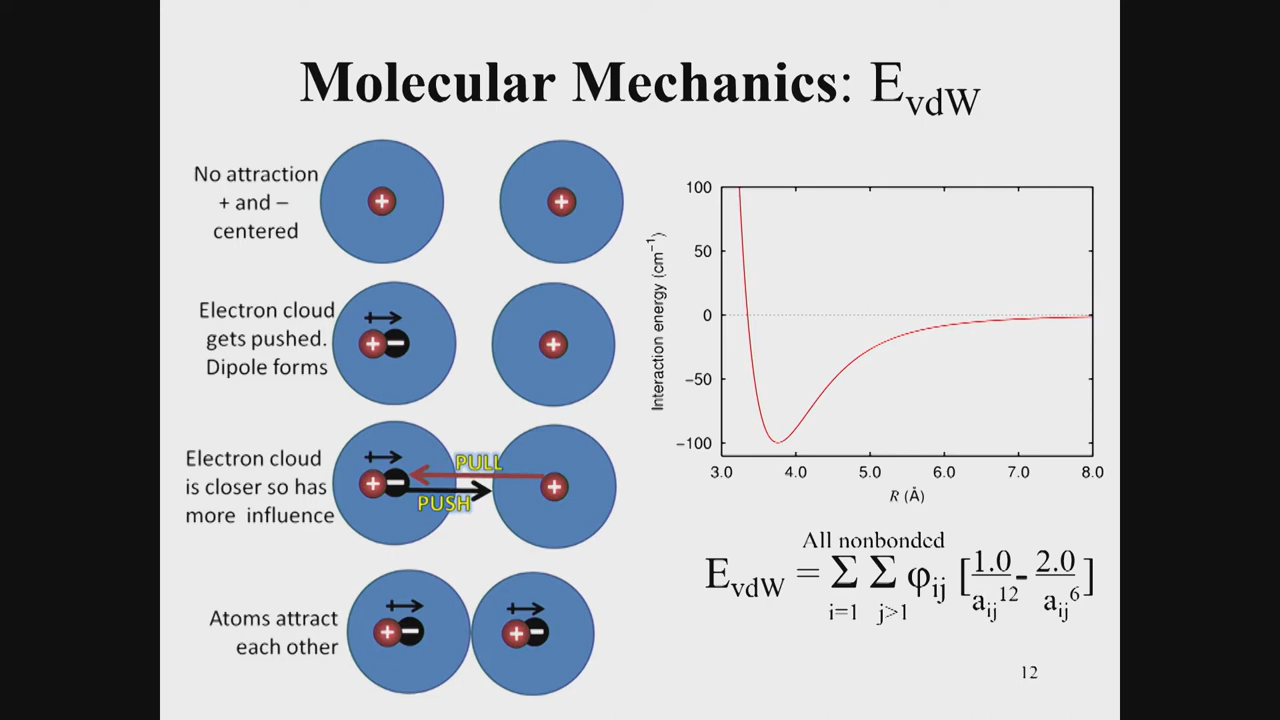 Molecular Mechanics: EvdW
No attraction
+ and –
centered
+
+
Electron cloud
gets pushed.
Dipole forms
+ −
+
Electron cloud
is closer so has
more influence
+ −
PULL
PUSH
+
Atoms attract
each other
+ −
+ −
100
50
0
−50
−100
Interaction energy (cm⁻¹)
3.0 4.0 5.0 6.0 7.0 8.0
R (Å)
All nonbonded
EvdW = Σ Σ φij [1.0/aij¹² - 2.0/aij⁶]
i=1 j>1
12